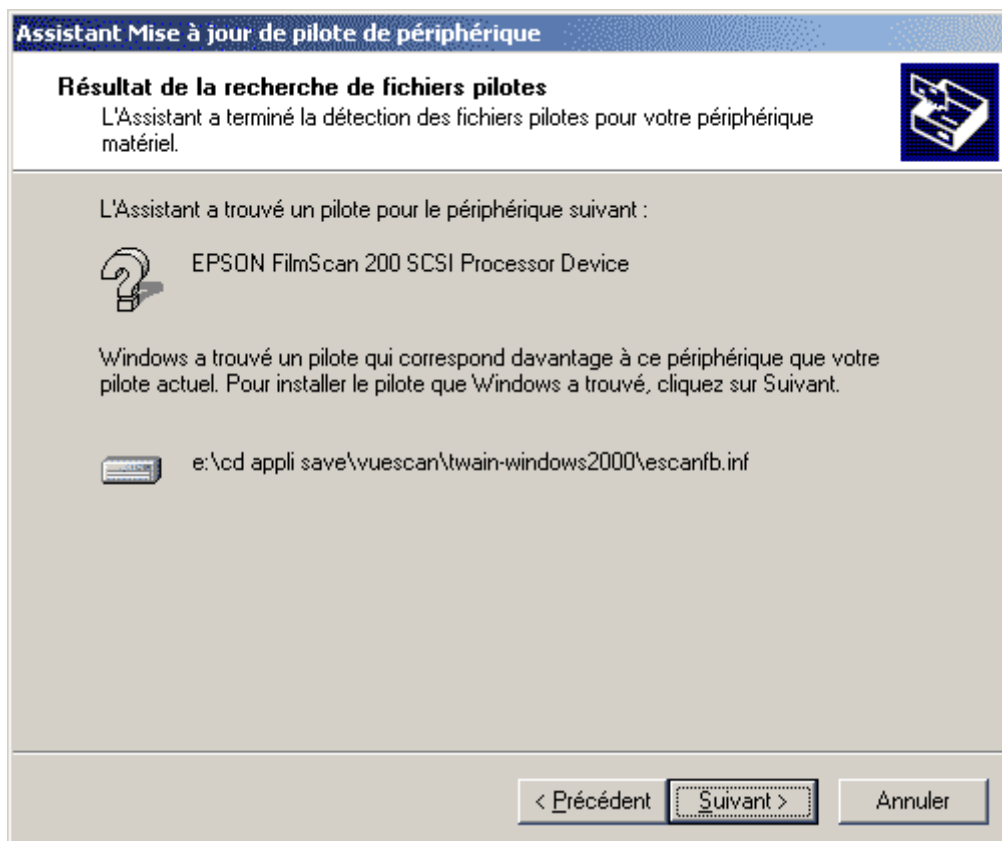 Assistant Mise à jour de pilote de périphérique
Résultat de la recherche de fichiers pilotes
L'Assistant a terminé la détection des fichiers pilotes pour votre périphérique
matériel.
L'Assistant a trouvé un pilote pour le périphérique suivant :
EPSON FilmScan 200 SCSI Processor Device
Windows a trouvé un pilote qui correspond davantage à ce périphérique que votre
pilote actuel. Pour installer le pilote que Windows a trouvé, cliquez sur Suivant.
e:\cd appli save\vuescan\twain-windows2000\escanfb.inf
< Précédent Suivant > Annuler